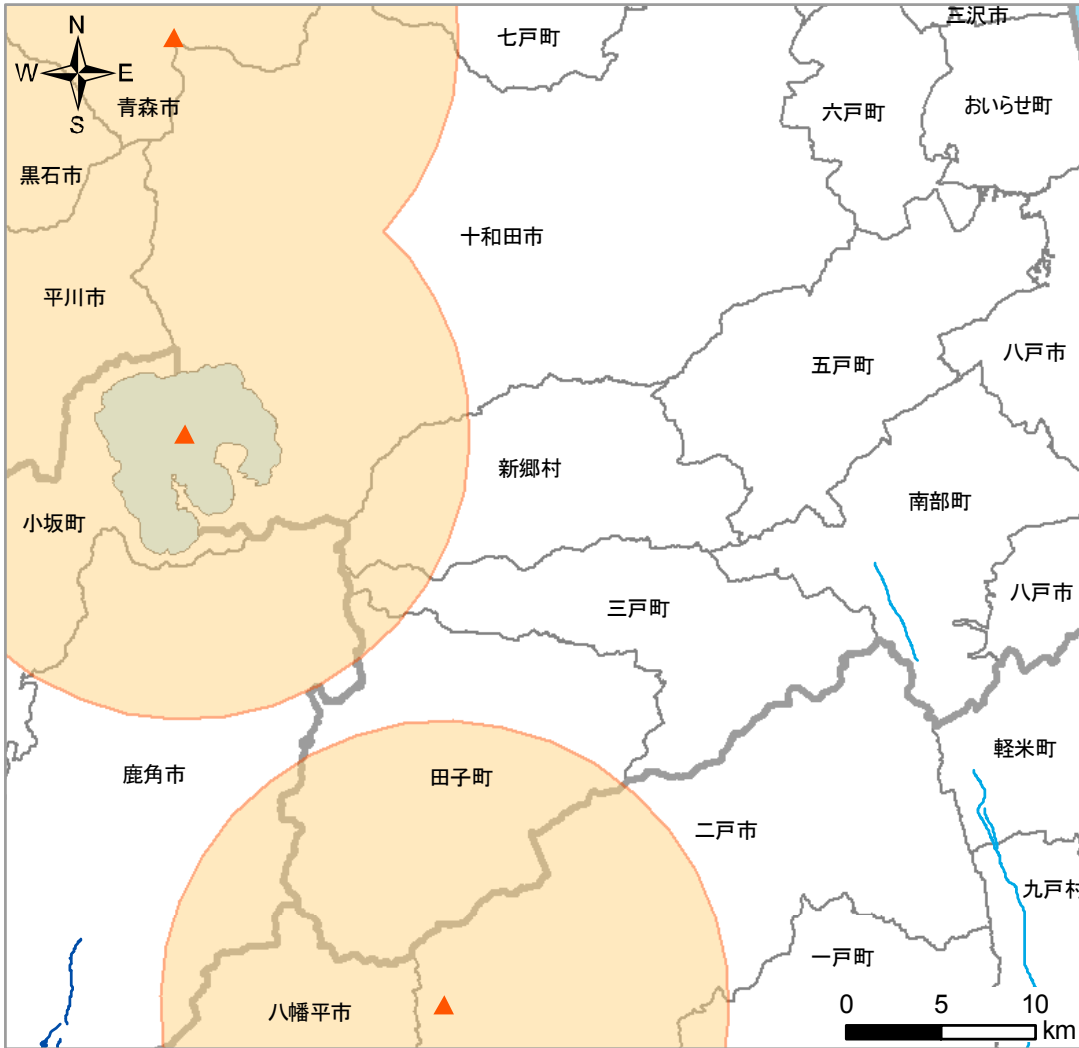 三沢市
N
七戸町
W
E
青森市
六戸町
おいらせ町
S
黒石市
十和田市
平川市
五戸町
八戸市
新郷村
小坂町
南部町
八戸市
三戸町
鹿角市
田子町
軽米町
二戸市
九戸村
一戸町
八幡平市
0 5 10
km